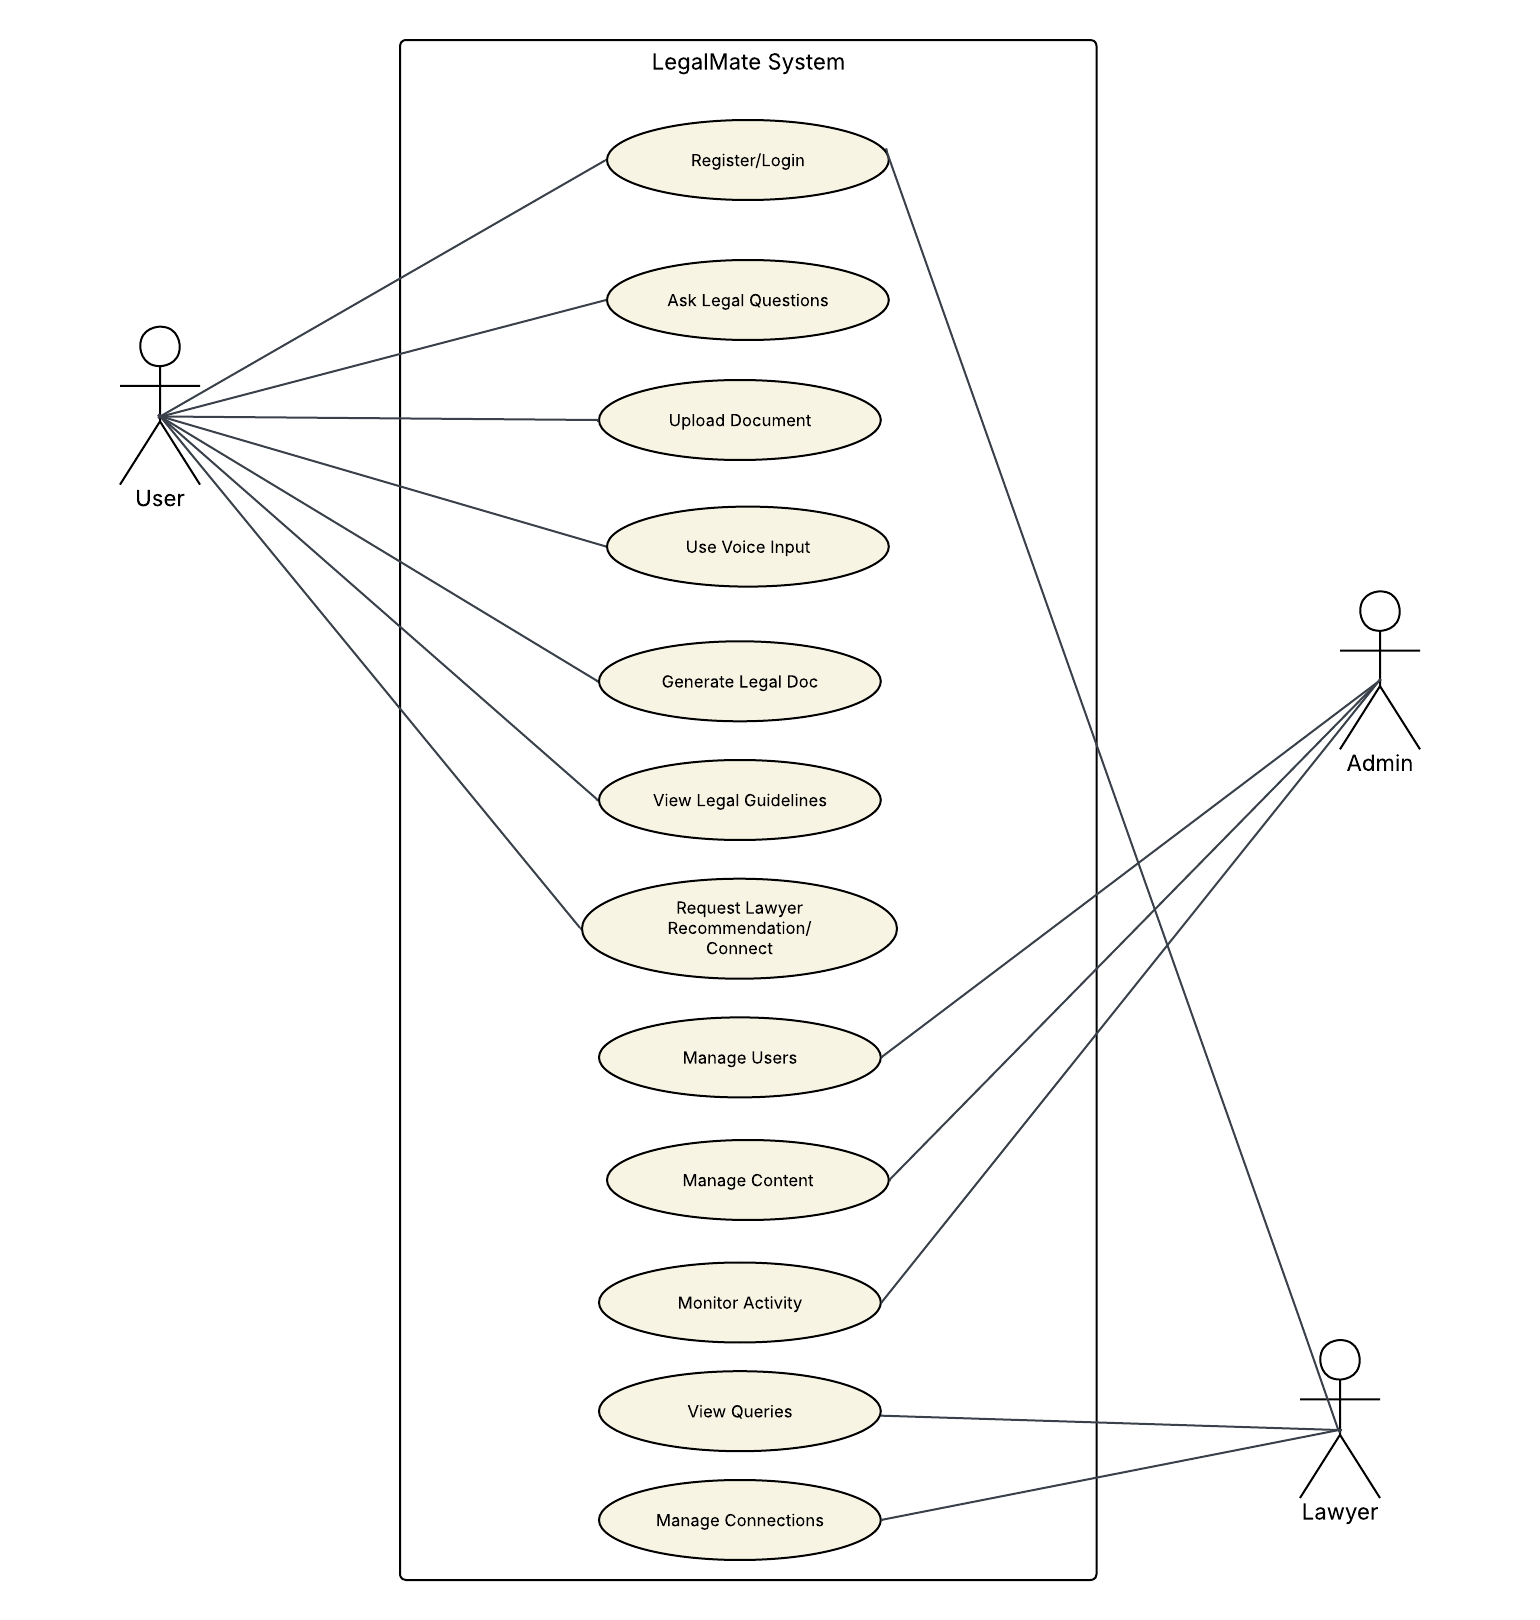 LegalMate System
Register/Login
Ask Legal Questions
Upload Document
User
Use Voice Input
Generate Legal Doc
Admin
View Legal Guidelines
Request Lawyer
Recommendation/
Connect
Manage Users
Manage Content
Monitor Activity
View Queries
Lawyer
Manage Connections